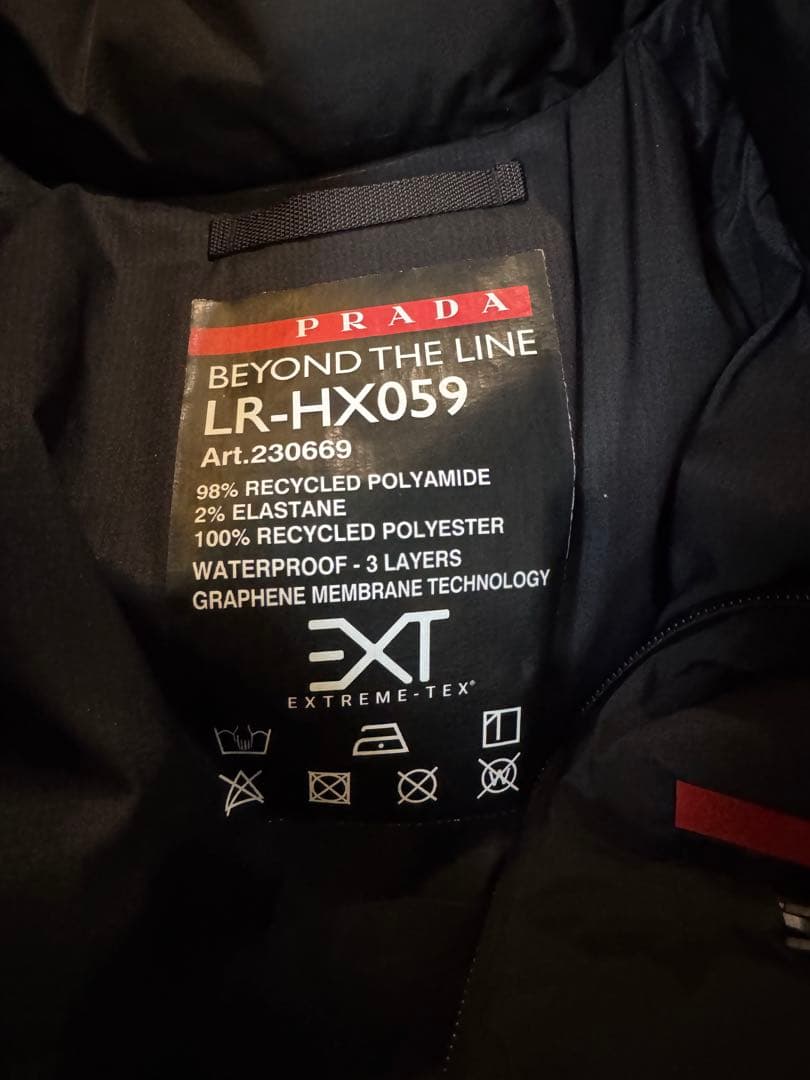 PRADA
BEYOND THE LINE
LR-HX059
Art.230669
98% RECYCLED POLYAMIDE
2% ELASTANE
100% RECYCLED POLYESTER
WATERPROOF - 3 LAYERS
GRAPHENE MEMBRANE TECHNOLOGY
EXT
EXTREME-TEX®
W